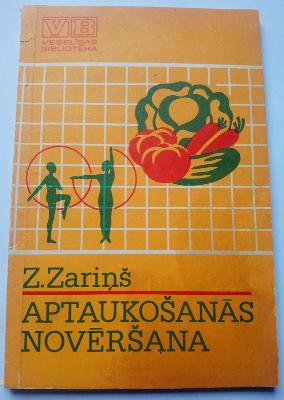 VB
VESELĪBAS
BIBLIOTĒKA
Z.Zariņš
APTAUKOŠANĀS
NOVĒRŠANA